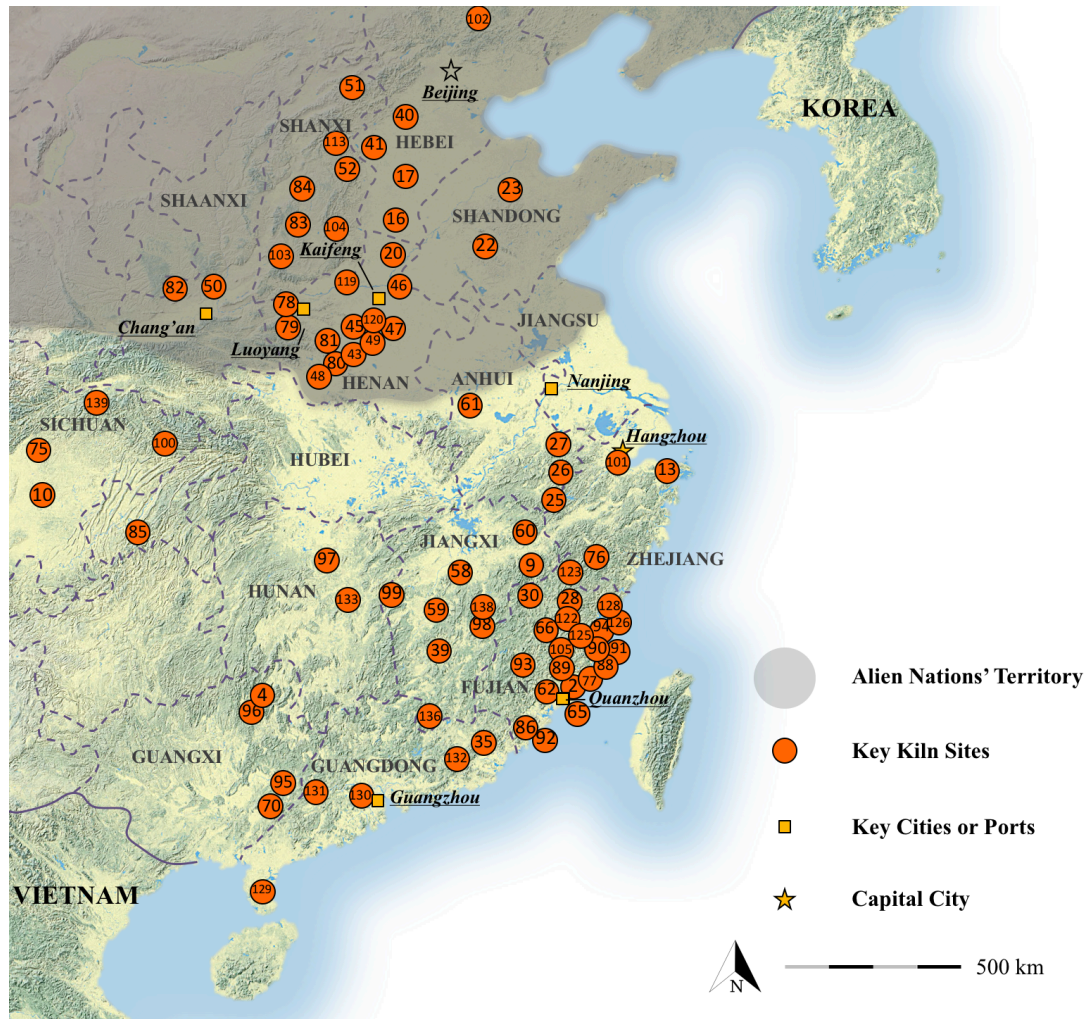 102
51
Beijing
40
KOREA
SHANXI
113
41
HEBEI
52
17
84
23
SHAANXI
SHANDONG
83
104
16
22
Kaifeng
103
20
82
50
119
46
78
Chang'an
79
45
120
47
JIANGSU
Luoyang
81
49
43
80
48
HENAN
ANHUI
Nanjing
139
61
SICHUAN
75
100
27
Hangzhou
HUBEI
101
26
13
10
25
85
60
JIANGXI
97
9
76
ZHEJIANG
58
123
HUNAN
133
99
30
28
59
138
128
98
122
126
66
94
125
39
105
90
91
93
89
88
FUJIAN
77
Alien Nations' Territory
4
62
2
Quanzhou
96
136
65
86
92
35
Key Kiln Sites
GUANGXI
132
GUANGDONG
95
131
130
Guangzhou
70
Key Cities or Ports
129
VIETNAM
Capital City
N
500 km